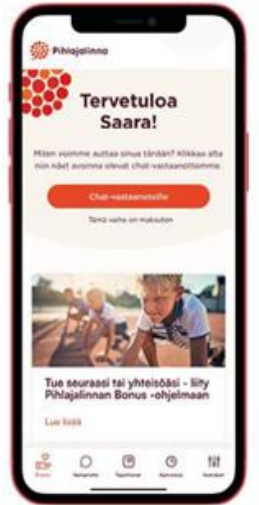 Pihlajalinna
Tervetuloa
Saara!
Miten voimme auttaa sinua tänään? Klikkaa alta
niin näet avoinna olevat chat-vastaanottomme.
Chat-vastaanotolle
Tämä vaihe on maksuton
Tue seuraasi tai yhteisöäsi - liity
Pihlajalinnan Bonus -ohjelmaan
Lue lisää